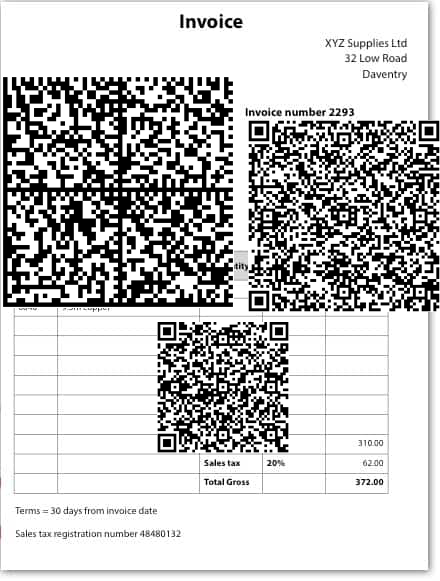 Invoice
XYZ Supplies Ltd
32 Low Road
Daventry
Invoice number 2293
310.00
Sales tax 20% 62.00
Total Gross 372.00
Terms = 30 days from invoice date
Sales tax registration number 48480132